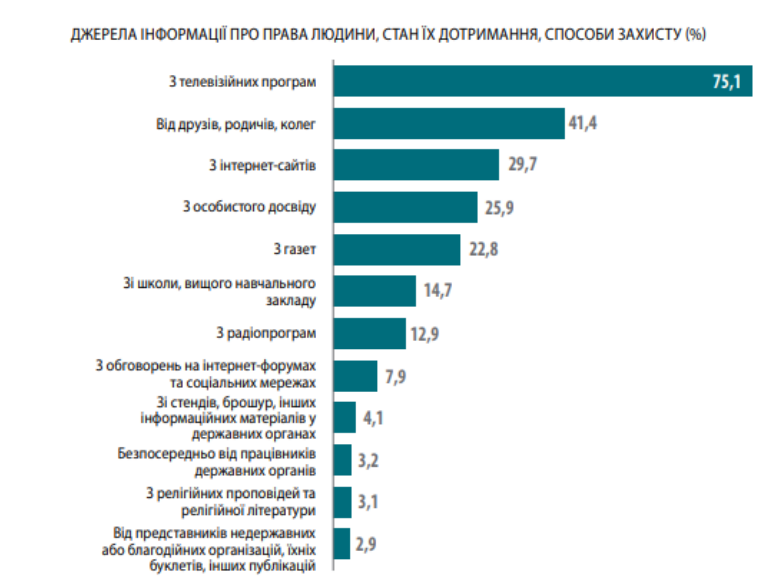 ДЖЕРЕЛА ІНФОРМАЦІЇ ПРО ПРАВА ЛЮДИНИ, СТАН ЇХ ДОТРИМАННЯ, СПОСОБИ ЗАХИСТУ (%)
З телевізійних програм 75,1
Від друзів, родичів, колег 41,4
З інтернет-сайтів 29,7
З особистого досвіду 25,9
З газет 22,8
Зі школи, вищого навчального
закладу 14,7
З радіопрограм 12,9
З обговорень на інтернет-форумах
та соціальних мережах 7,9
Зі стендів, брошур, інших
інформаційних матеріалів у 4,1
державних органах
Безпосередньо від працівників
державних органів 3,2
З релігійних проповідей та
релігійної літератури 3,1
Від представників недержавних
або благодійних організацій, їхніх 2,9
буклетів, інших публікацій